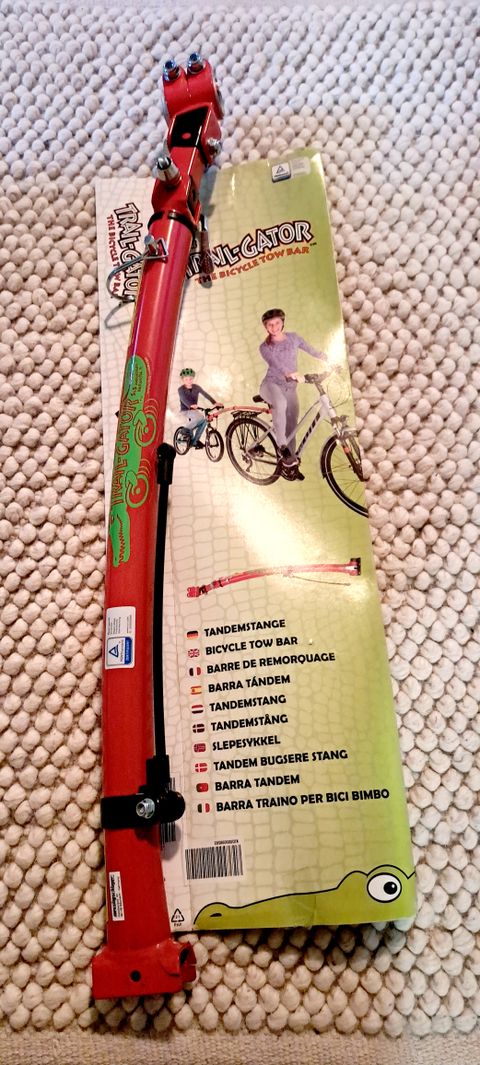 TRAIL-GATOR
THE BICYCLE TOW BAR
TRAIL-GATOR
THE BICYCLE TOW BAR
TRAIL-GATOR
TANDEMSTANGE
BICYCLE TOW BAR
BARRE DE REMORQUAGE
BARRA TÁNDEM
TANDEMSTANG
TANDEMSTÅNG
SLEPESYKKEL
TANDEM BUGSERE STANG
BARRA TANDEM
BARRA TRAINO PER BICI BIMBO
PAP